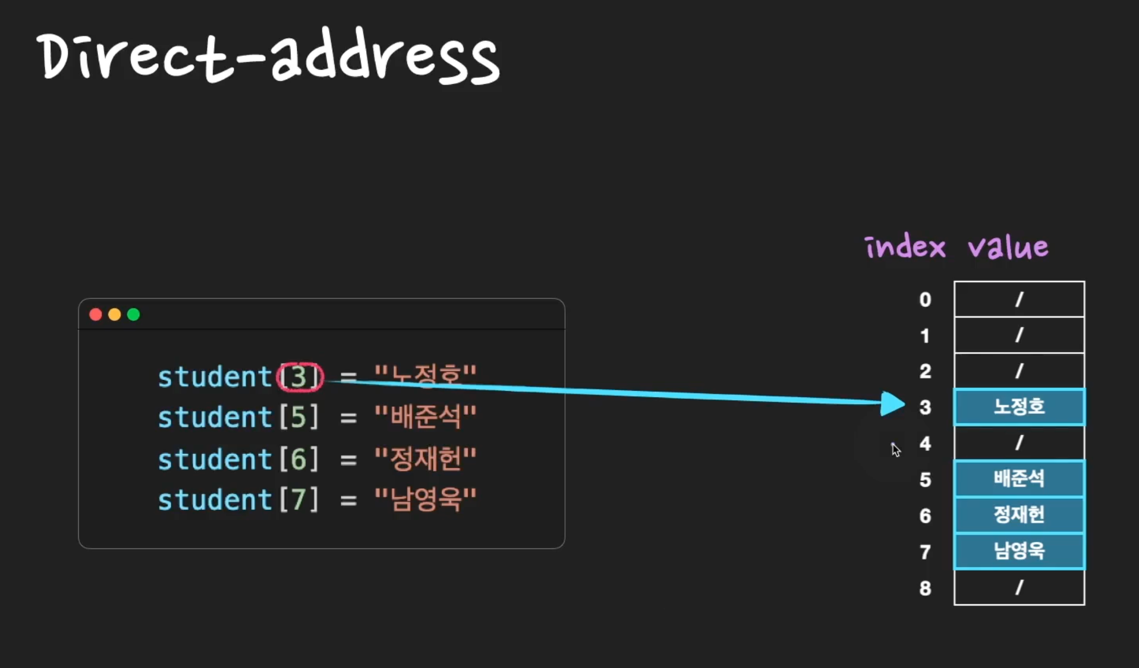 Direct-address
index value
student[3] = "노정호"
student[5] = "배준석"
student[6] = "정재헌"
student[7] = "남영욱"
0 /
1 /
2 /
3 노정호
4 /
5 배준석
6 정재헌
7 남영욱
8 /